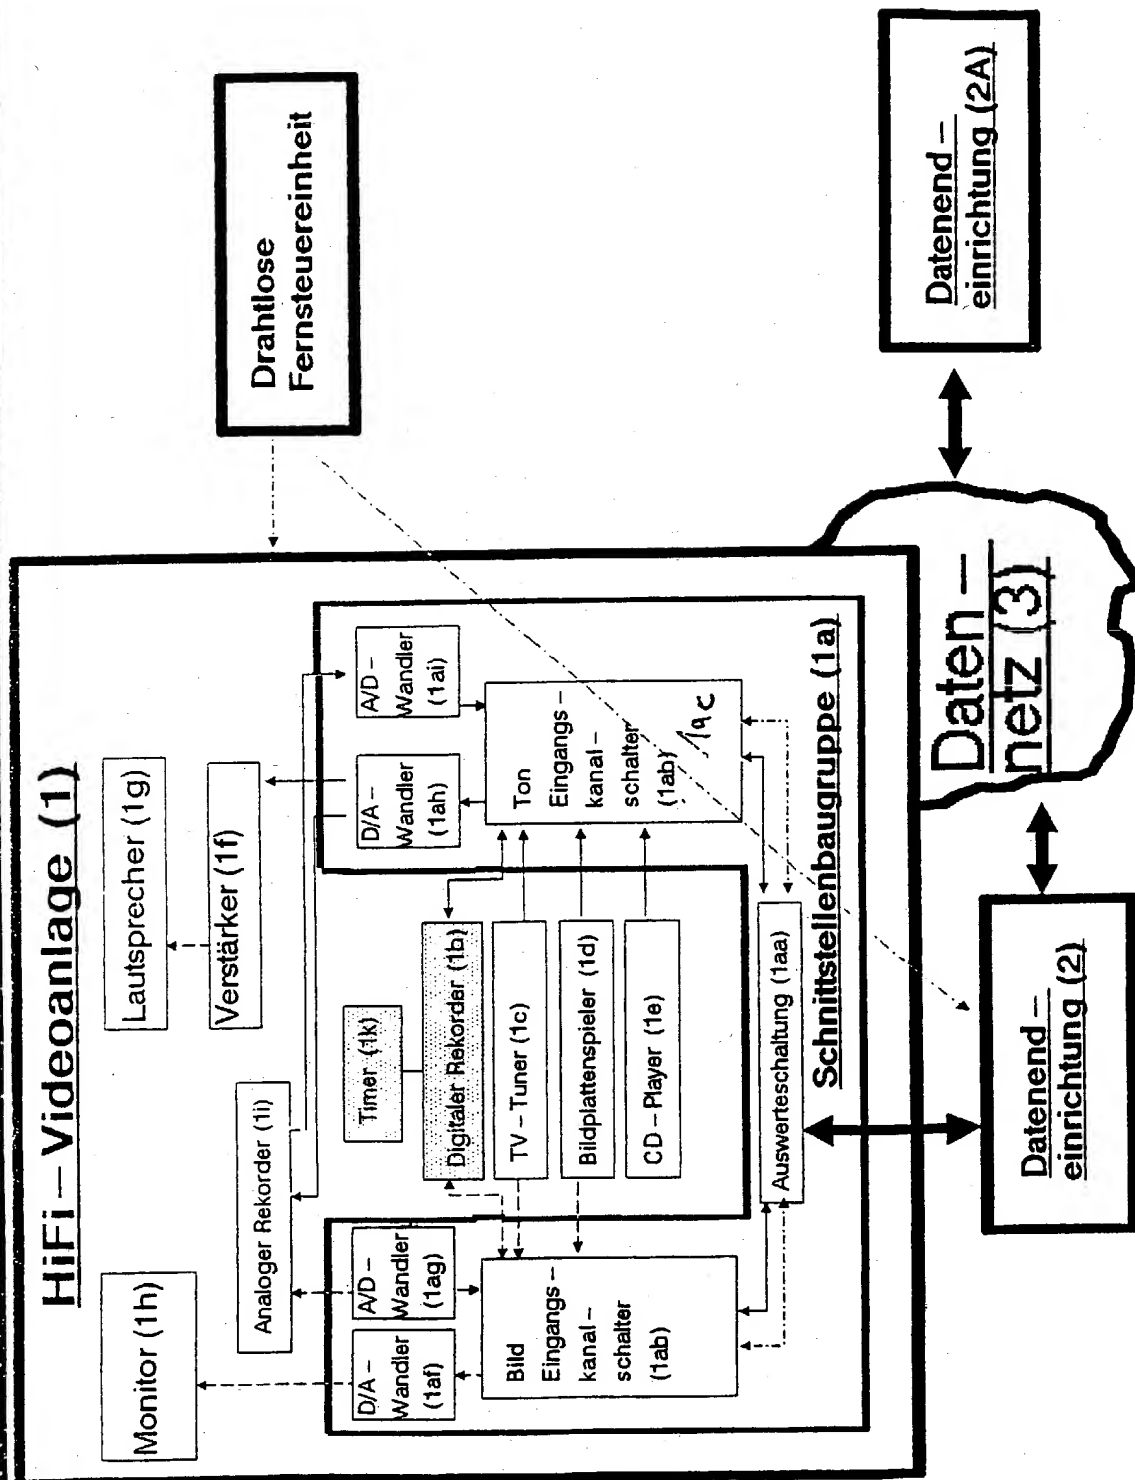 HiFi – Videoanlage (1)
Monitor (1h)
Analoger Rekorder (1i)
Lautsprecher (1g)
Verstärker (1f)
Drahtlose
Fernsteuereinheit
D/A –
Wandler
(1af)
A/D –
Wandler
(1ag)
Timer (1k)
D/A –
Wandler
(1ah)
A/D –
Wandler
(1ai)
Bild
Eingangs –
kanal –
schalter
(1ab)
Digitaler Rekorder (1b)
TV – Tuner (1c)
Bildplattenspieler (1d)
CD – Player (1e)
Ton
Eingangs –
kanal –
schalter
(1ab) 1ac
Auswerteschaltung (1aa)
Schnittstellenbaugruppe (1a)
Datenend –
einrichtung (2)
Daten –
netz (3)
Datenend –
einrichtung (2A)